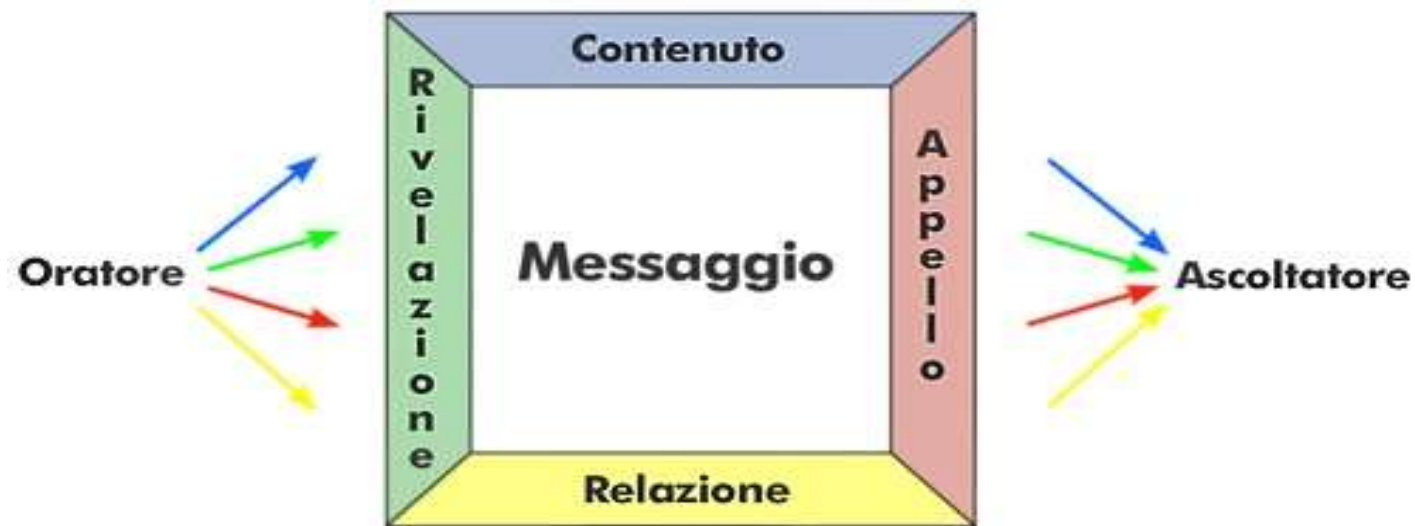 Contenuto
Rivelazione
Appello
Oratore
Messaggio
Ascoltatore
Relazione